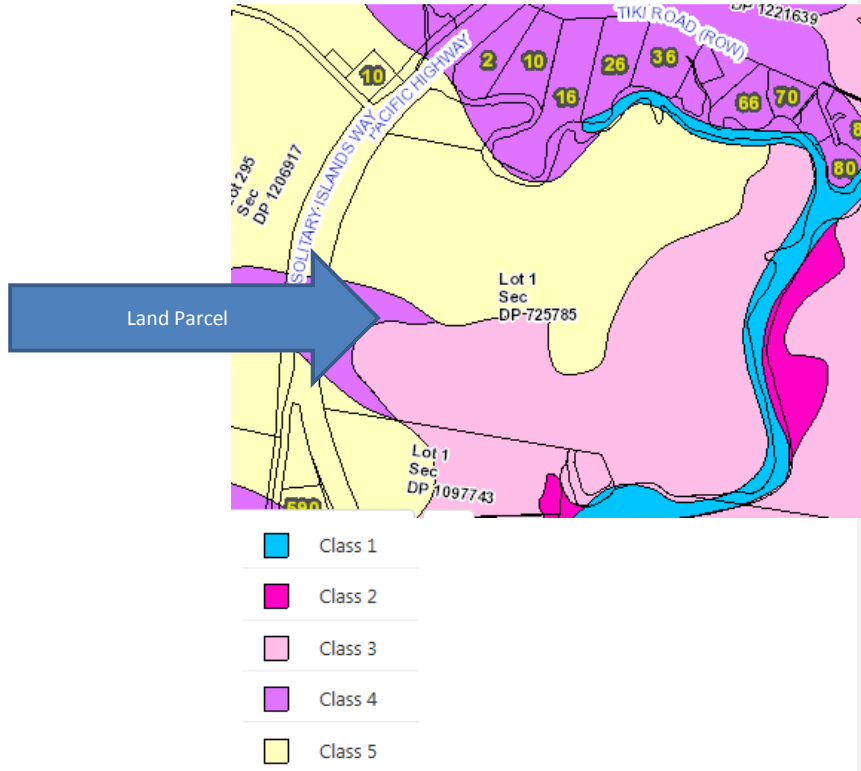 DP 1221639
TIKI ROAD (ROW)
2
10
16
26
36
66
70
8
80
10
PACIFIC HIGHWAY
SOLITARY ISLANDS WAY
ot 295
Sec
DP 1206917
Land Parcel
Lot 1
Sec
DP 725785
Lot 1
Sec
DP 1097743
590
Class 1
Class 2
Class 3
Class 4
Class 5